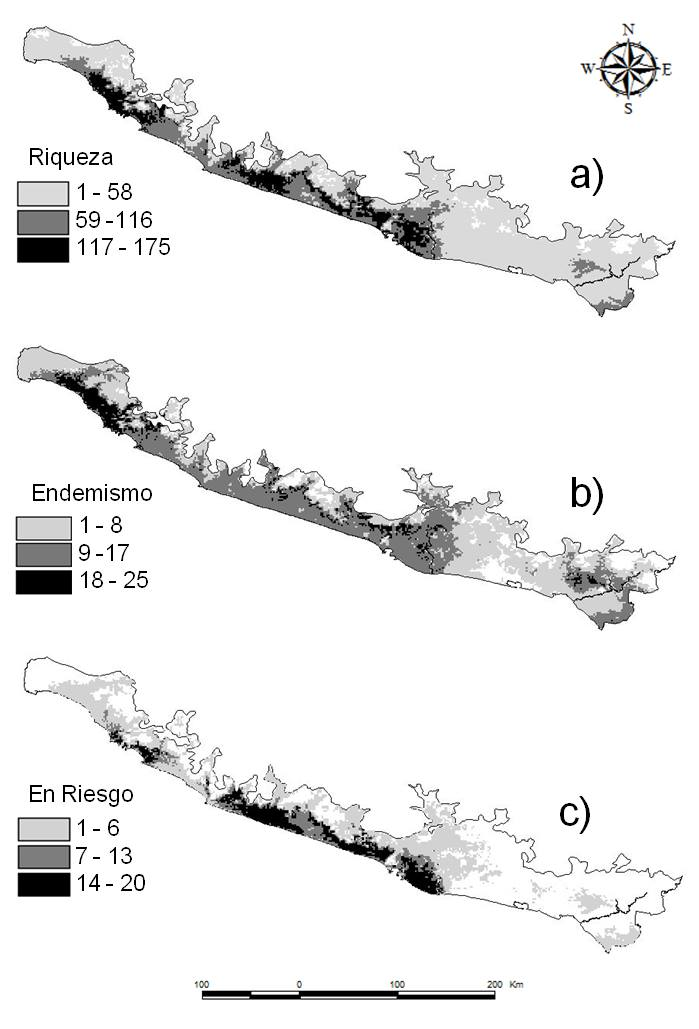 N
W E
S
a)
Riqueza
1 - 58
59 -116
117 - 175
b)
Endemismo
1 - 8
9 -17
18 - 25
c)
En Riesgo
1 - 6
7 - 13
14 - 20
100 0 100 200 Km